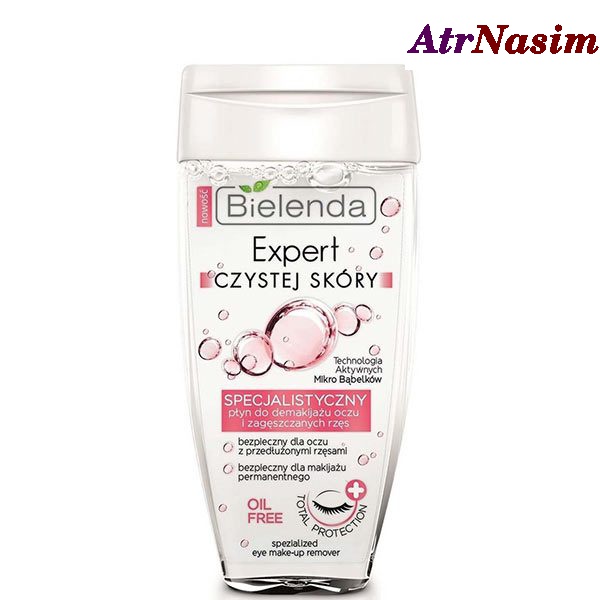 AtrNasim
nowość
Bielenda
Expert
CZYSTEJ SKÓRY
Technologia
Aktywnych
Mikro Bąbelków
SPECJALISTYCZNY
płyn do demakijażu oczu
i zagęszczanych rzęs
bezpieczny dla oczu
z przedłużonymi rzęsami
bezpieczny dla makijażu
permanentnego
OIL
FREE
TOTAL PROTECTION
spezialized
eye make-up remover